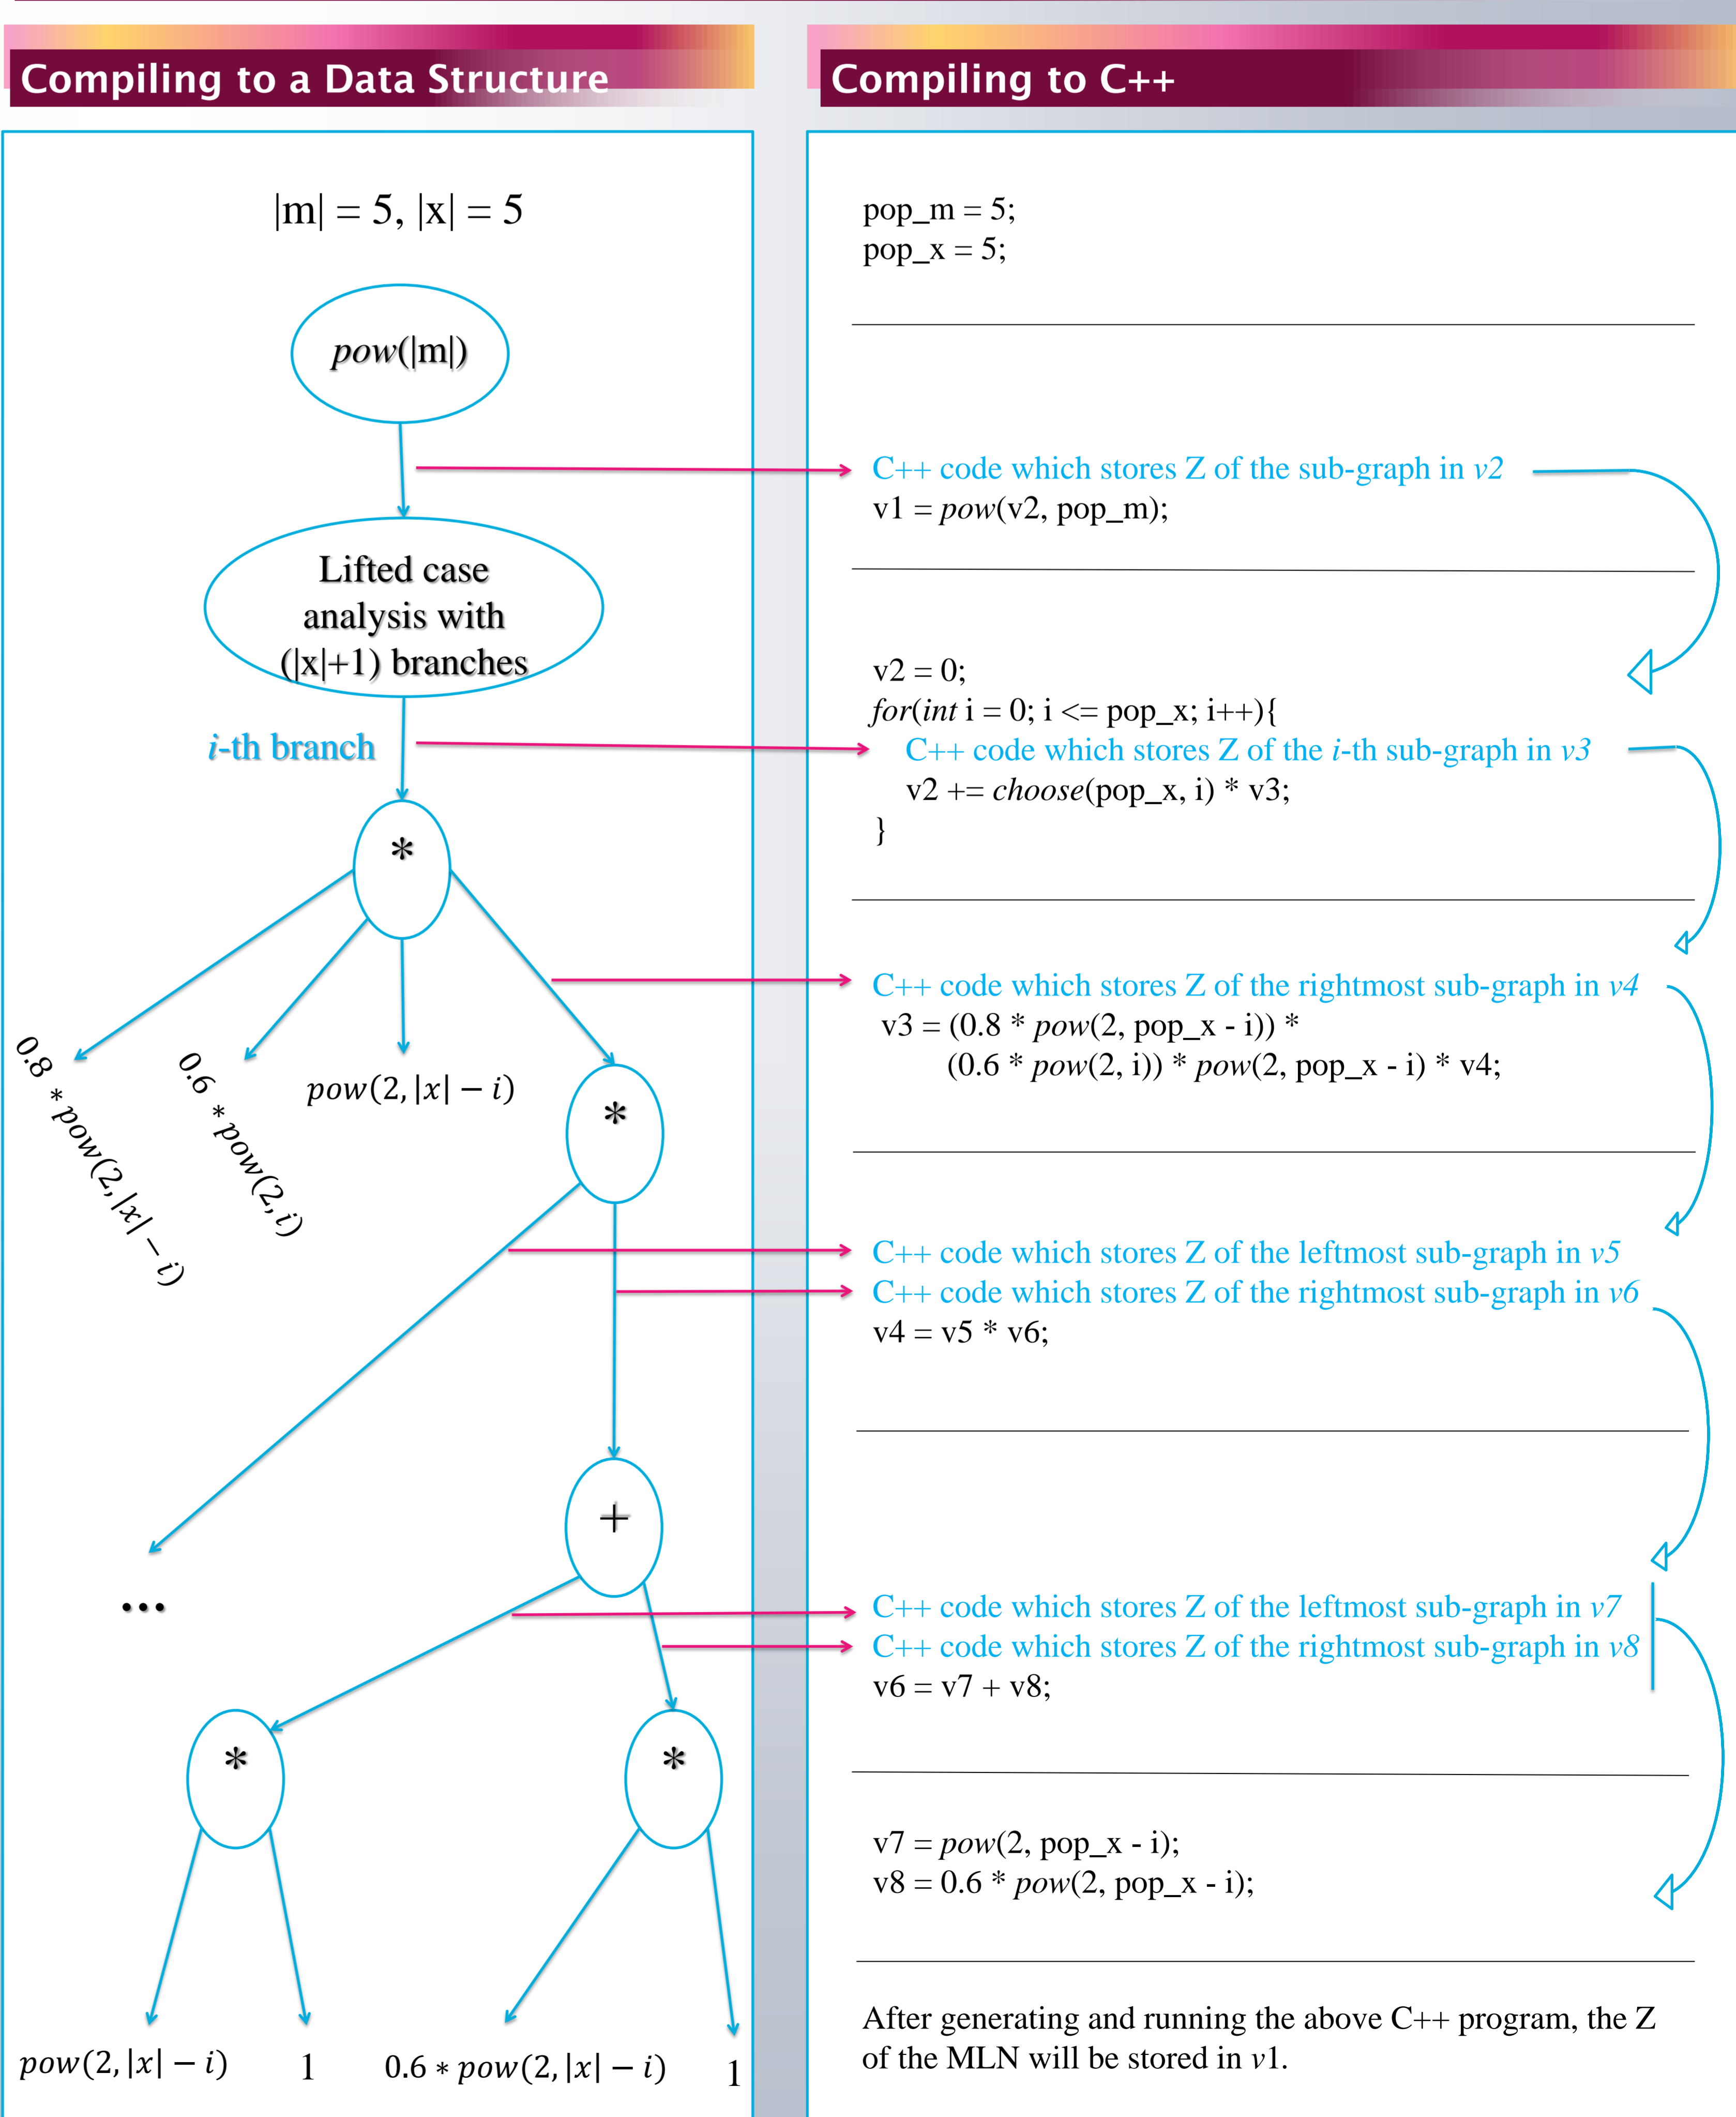 Compiling to a Data Structure
|m| = 5, |x| = 5
pow(|m|)
Lifted case
analysis with
(|x|+1) branches
i-th branch
*
0.8 * pow(2, |x| − i)
0.6 * pow(2, i)
pow(2, |x| − i)
*
...
+
*
*
pow(2, |x| − i)
1
0.6 * pow(2, |x| − i)
1
Compiling to C++
pop_m = 5;
pop_x = 5;
C++ code which stores Z of the sub-graph in v2
v1 = pow(v2, pop_m);
v2 = 0;
for(int i = 0; i <= pop_x; i++){
C++ code which stores Z of the i-th sub-graph in v3
v2 += choose(pop_x, i) * v3;
}
C++ code which stores Z of the rightmost sub-graph in v4
v3 = (0.8 * pow(2, pop_x - i)) *
(0.6 * pow(2, i)) * pow(2, pop_x - i) * v4;
C++ code which stores Z of the leftmost sub-graph in v5
C++ code which stores Z of the rightmost sub-graph in v6
v4 = v5 * v6;
C++ code which stores Z of the leftmost sub-graph in v7
C++ code which stores Z of the rightmost sub-graph in v8
v6 = v7 + v8;
v7 = pow(2, pop_x - i);
v8 = 0.6 * pow(2, pop_x - i);
After generating and running the above C++ program, the Z
of the MLN will be stored in v1.